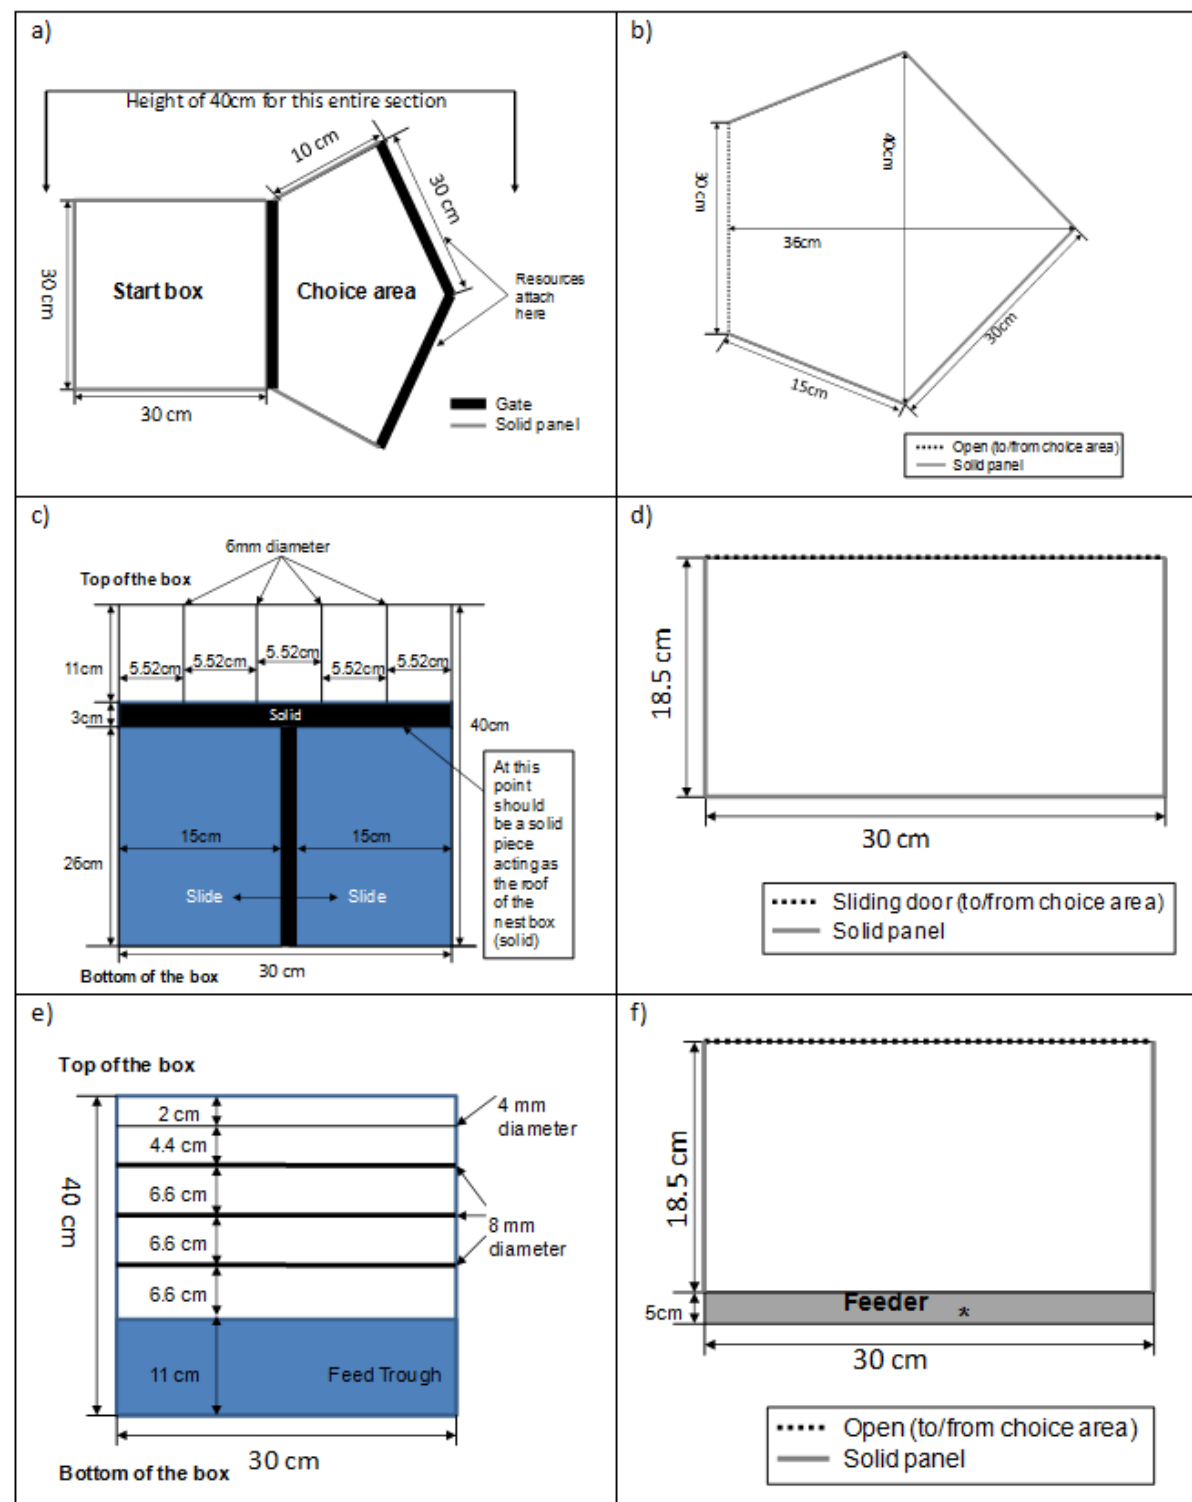 a)
Height of 40cm for this entire section
10 cm
30 cm
30 cm
Start box
Choice area
Resources
attach
here
30 cm
Gate
Solid panel
b)
40cm
30 cm
36cm
30cm
15cm
Open (to/from choice area)
Solid panel
c)
6mm diameter
Top of the box
11cm
5.52cm
5.52cm
5.52cm
5.52cm
5.52cm
3cm
Solid
40cm
At this
point
should
be a solid
piece
acting as
the roof
of the
nest box
(solid)
15cm
15cm
26cm
Slide
Slide
30 cm
Bottom of the box
d)
18.5 cm
30 cm
Sliding door (to/from choice area)
Solid panel
e)
Top of the box
2 cm
4 mm
diameter
4.4 cm
40 cm
6.6 cm
6.6 cm
8 mm
diameter
6.6 cm
11 cm
Feed Trough
30 cm
Bottom of the box
f)
18.5 cm
5cm
Feeder *
30 cm
Open (to/from choice area)
Solid panel